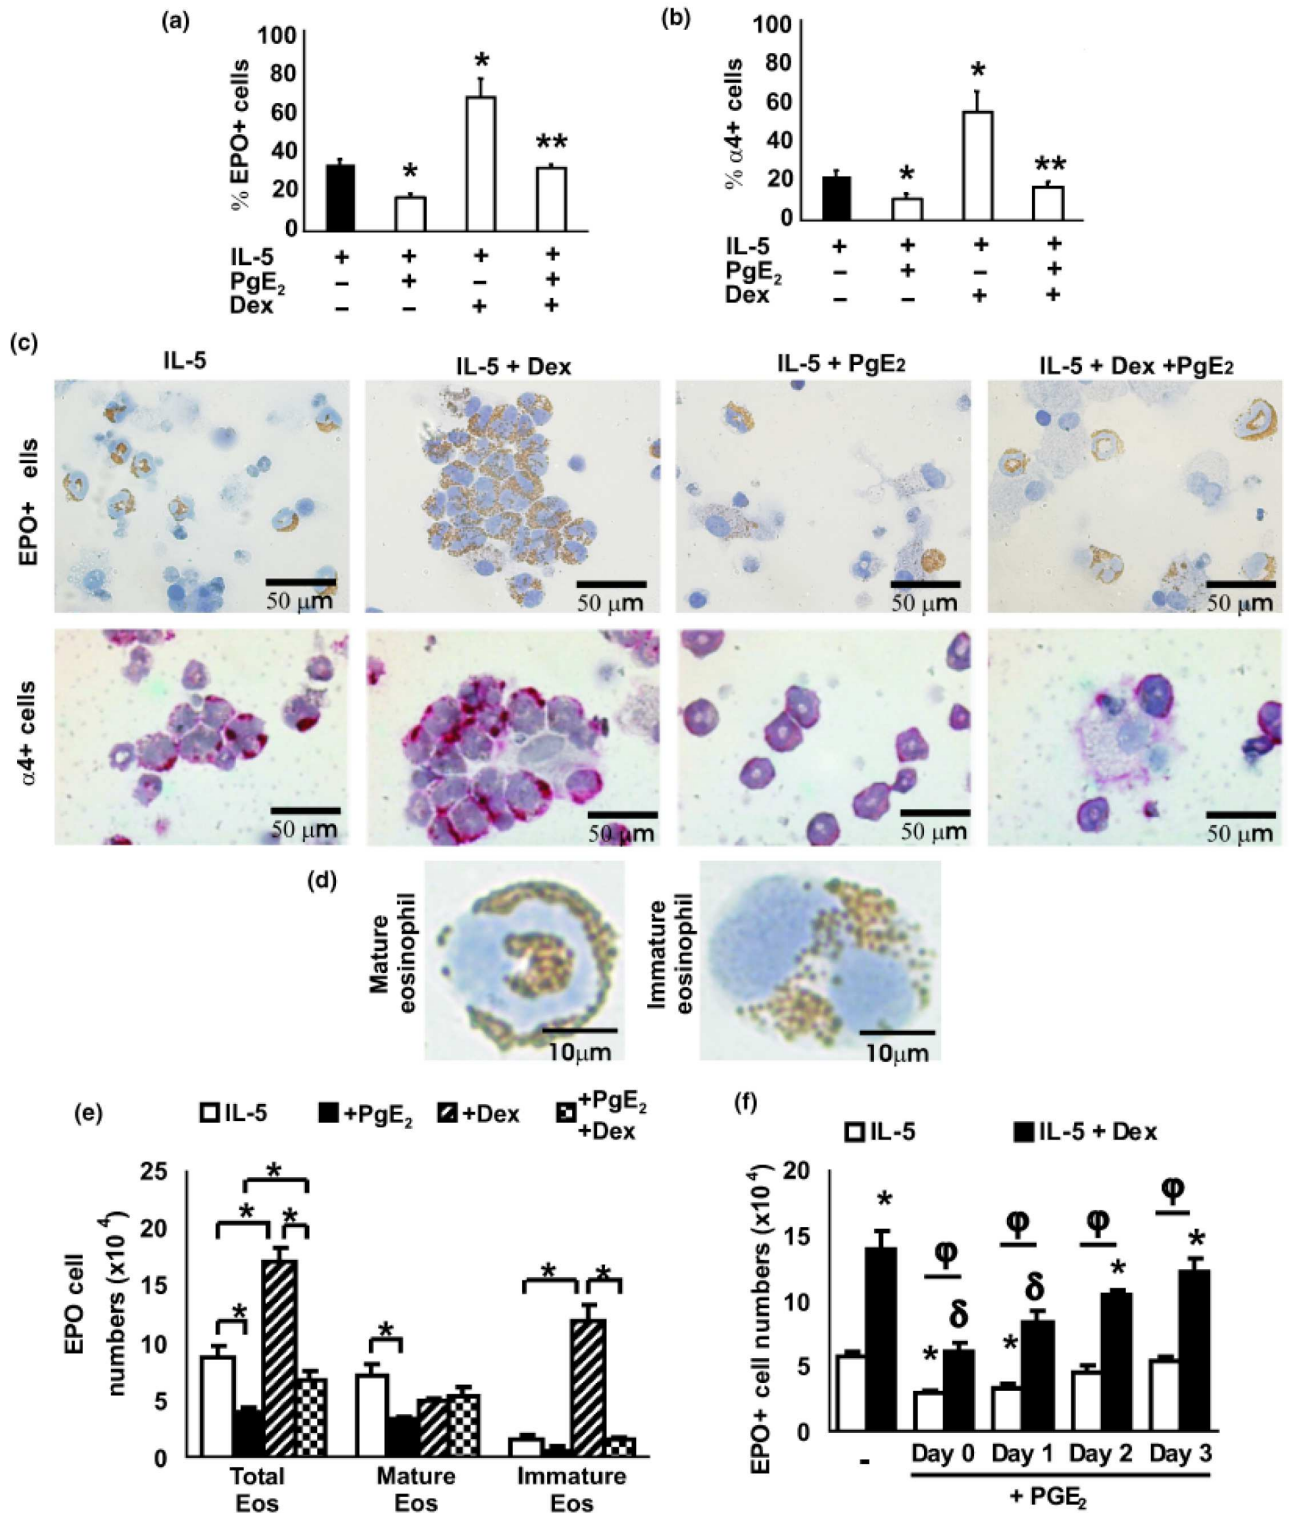 (a)
100
80
60
40
20
0
% EPO+ cells
*
*
**
IL-5 + + + +
PgE2 – + – +
Dex – – + +
(b)
100
80
60
40
20
0
% α4+ cells
*
*
**
IL-5 + + + +
PgE2 – + – +
Dex – – + +
(c)
IL-5
IL-5 + Dex
IL-5 + PgE2
IL-5 + Dex +PgE2
EPO+ ells
50 μm
50 μm
50 μm
50 μm
α4+ cells
50 μm
50 μm
50 μm
50 μm
(d)
Mature
eosinophil
10μm
Immature
eosinophil
10μm
(e)
IL-5
+PgE2
+Dex
+PgE2
+Dex
EPO cell
numbers (x10 4)
25
20
15
10
5
0
*
*
*
*
*
*
*
Total
Eos
Mature
Eos
Immature
Eos
(f)
IL-5
IL-5 + Dex
EPO+ cell numbers (x10 4)
20
15
10
5
0
*
φ
* δ
φ
* δ
φ
*
φ
*
-
Day 0 Day 1 Day 2 Day 3
+ PGE2